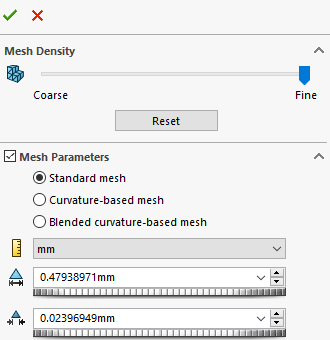 Mesh Density
Coarse Fine
Reset
Mesh Parameters
Standard mesh
Curvature-based mesh
Blended curvature-based mesh
mm
0.47938971mm
0.02396949mm